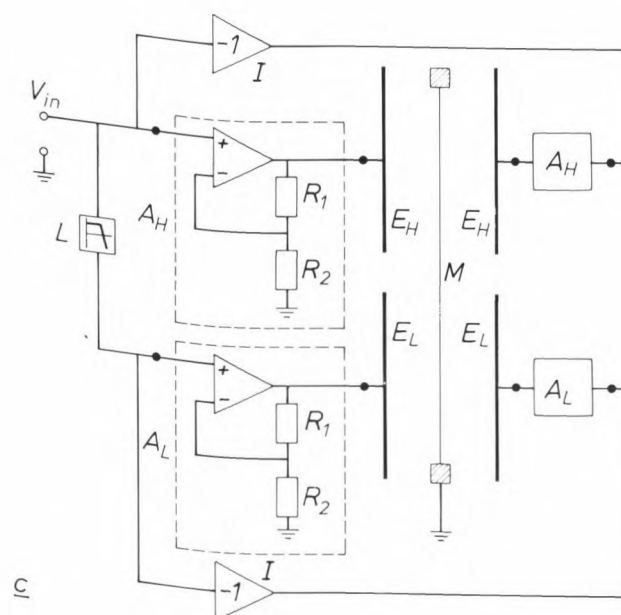 -1
I
V_in
+
-
A_H
R_1
R_2
E_H
E_H
A_H
L
M
E_L
E_L
A_L
+
-
A_L
R_1
R_2
I
-1
c